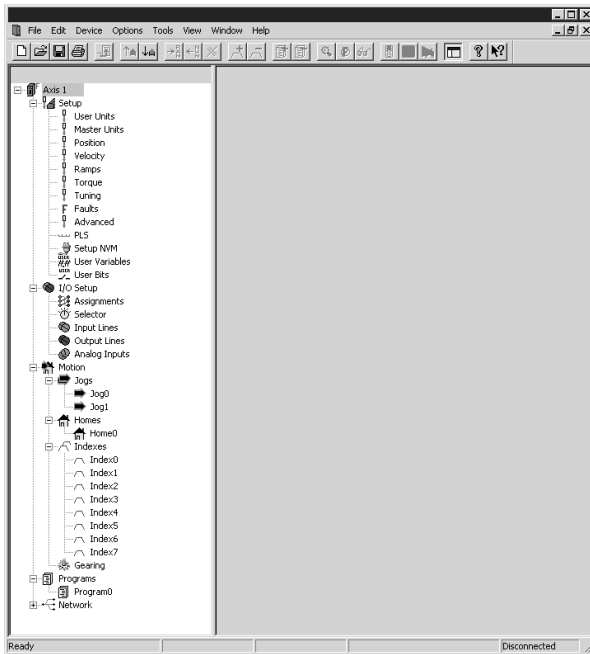 File Edit Device Options Tools View Window Help
Axis 1
Setup
User Units
Master Units
Position
Velocity
Ramps
Torque
Tuning
F Faults
Advanced
PLS
Setup NVM
User Variables
User Bits
I/O Setup
Assignments
Selector
Input Lines
Output Lines
Analog Inputs
Motion
Jogs
Jog0
Jog1
Homes
Home0
Indexes
Index0
Index1
Index2
Index3
Index4
Index5
Index6
Index7
Gearing
Programs
Program0
Network
Ready Disconnected